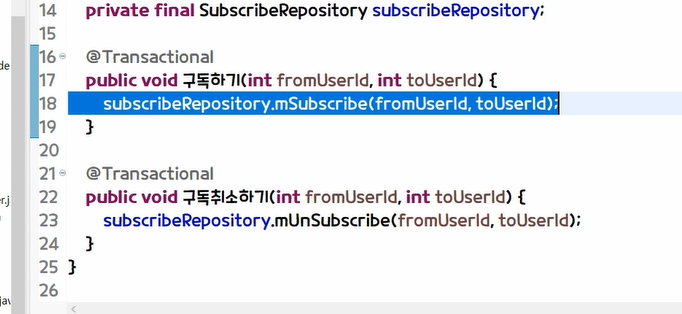 14 private final SubscribeRepository subscribeRepository;
15
16 @Transactional
17 public void 구독하기(int fromUserId, int toUserId) {
18 subscribeRepository.mSubscribe(fromUserId, toUserId);
19 }
20
21 @Transactional
22 public void 구독취소하기(int fromUserId, int toUserId) {
23 subscribeRepository.mUnSubscribe(fromUserId, toUserId);
24 }
25 }
26